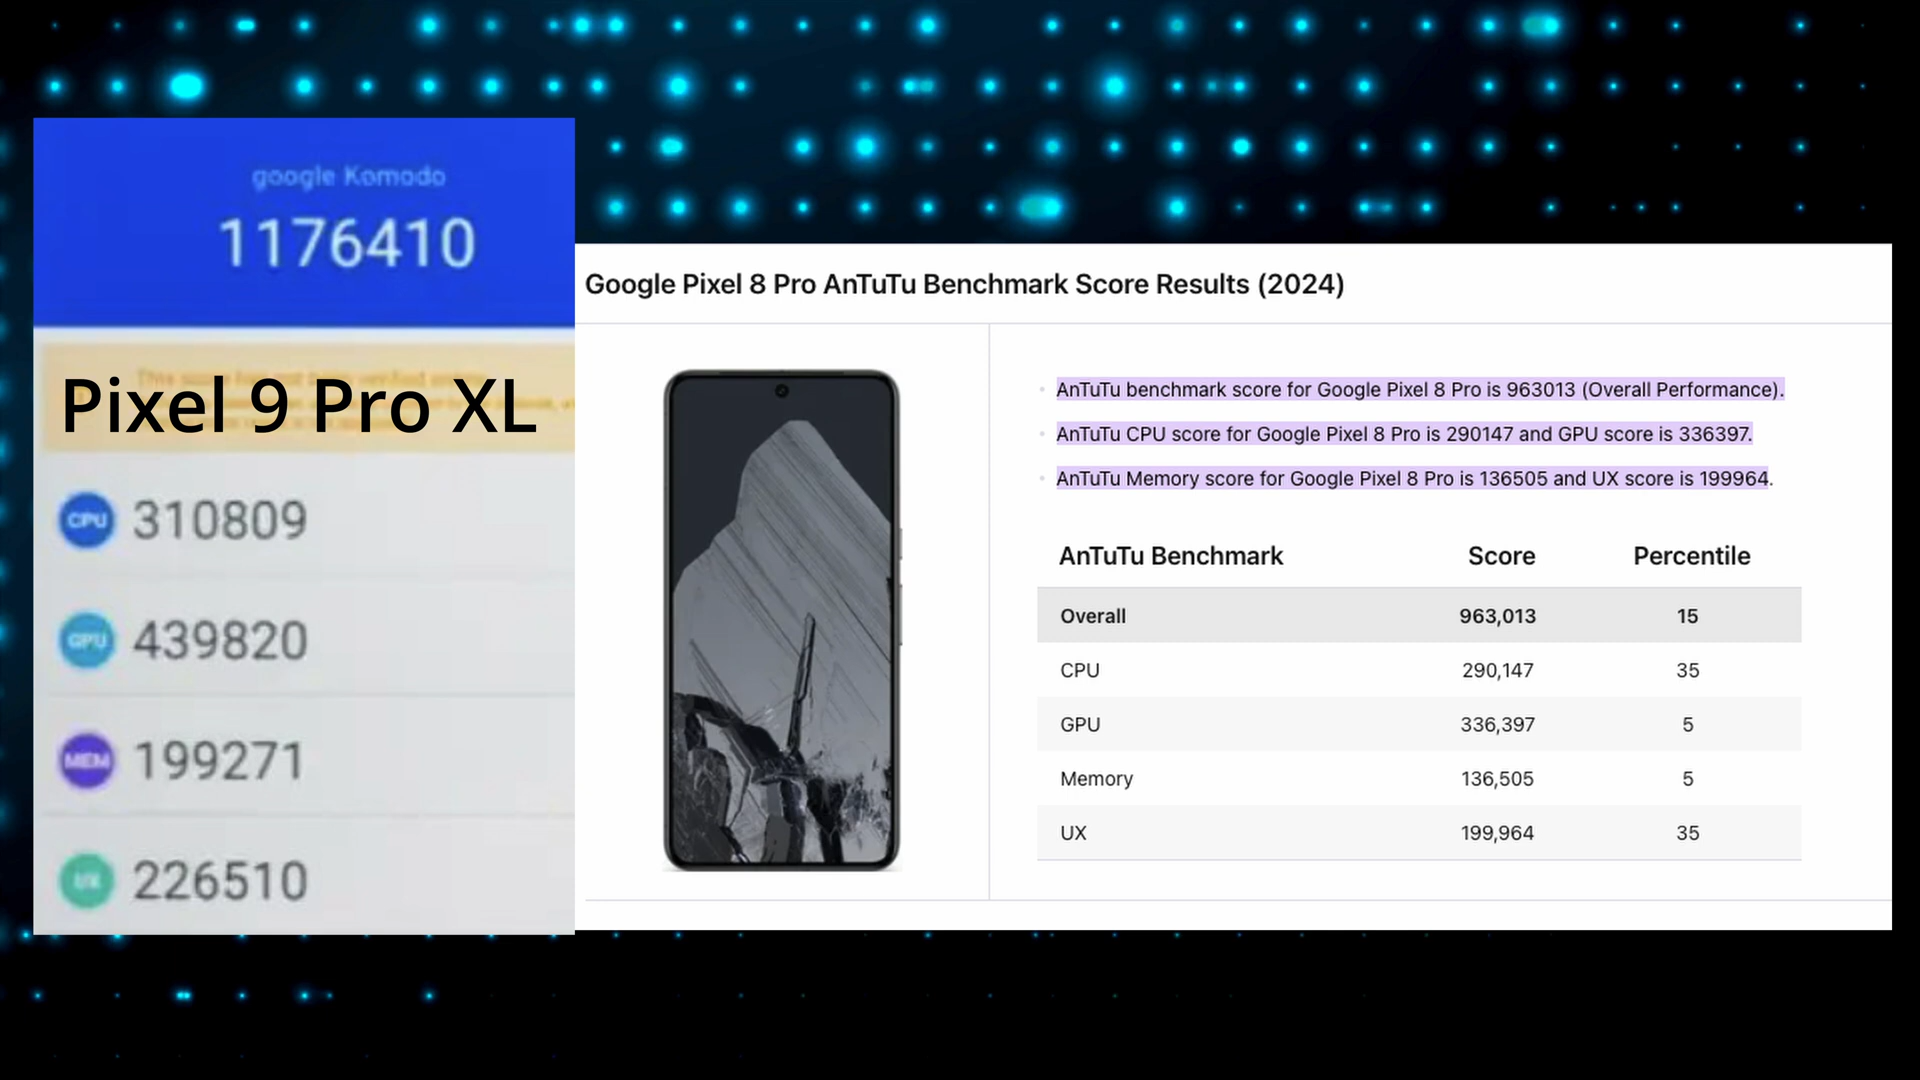 google Komodo
1176410
Pixel 9 Pro XL
CPU 310809
GPU 439820
MEM 199271
UX 226510
Google Pixel 8 Pro AnTuTu Benchmark Score Results (2024)
AnTuTu benchmark score for Google Pixel 8 Pro is 963013 (Overall Performance).
AnTuTu CPU score for Google Pixel 8 Pro is 290147 and GPU score is 336397.
AnTuTu Memory score for Google Pixel 8 Pro is 136505 and UX score is 199964.
AnTuTu Benchmark Score Percentile
Overall 963,013 15
CPU 290,147 35
GPU 336,397 5
Memory 136,505 5
UX 199,964 35